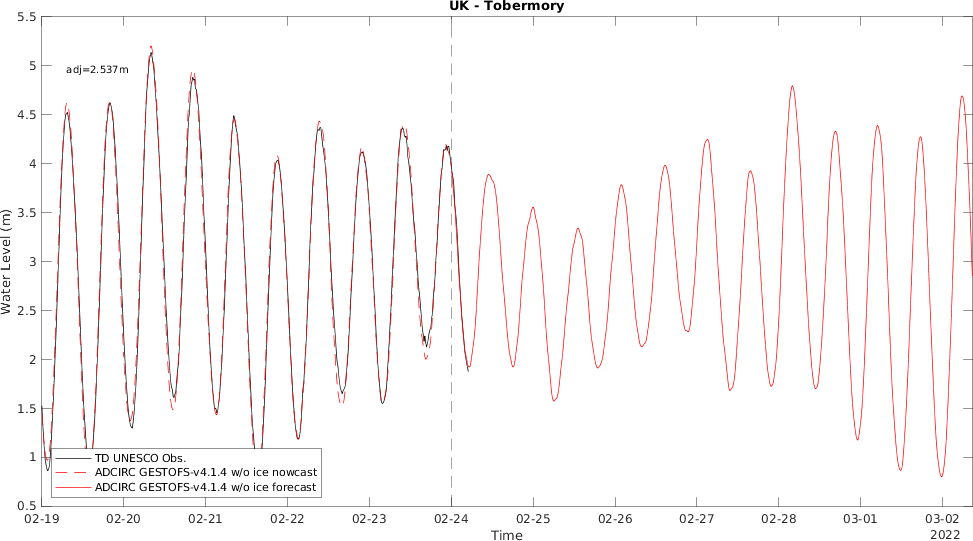 UK - Tobermory
5.5
5
4.5
4
3.5
3
2.5
2
1.5
1
0.5
Water Level (m)
adj=2.537m
TD UNESCO Obs.
ADCIRC GESTOFS-v4.1.4 w/o ice nowcast
ADCIRC GESTOFS-v4.1.4 w/o ice forecast
02-19 02-20 02-21 02-22 02-23 02-24 02-25 02-26 02-27 02-28 03-01 03-02
2022
Time